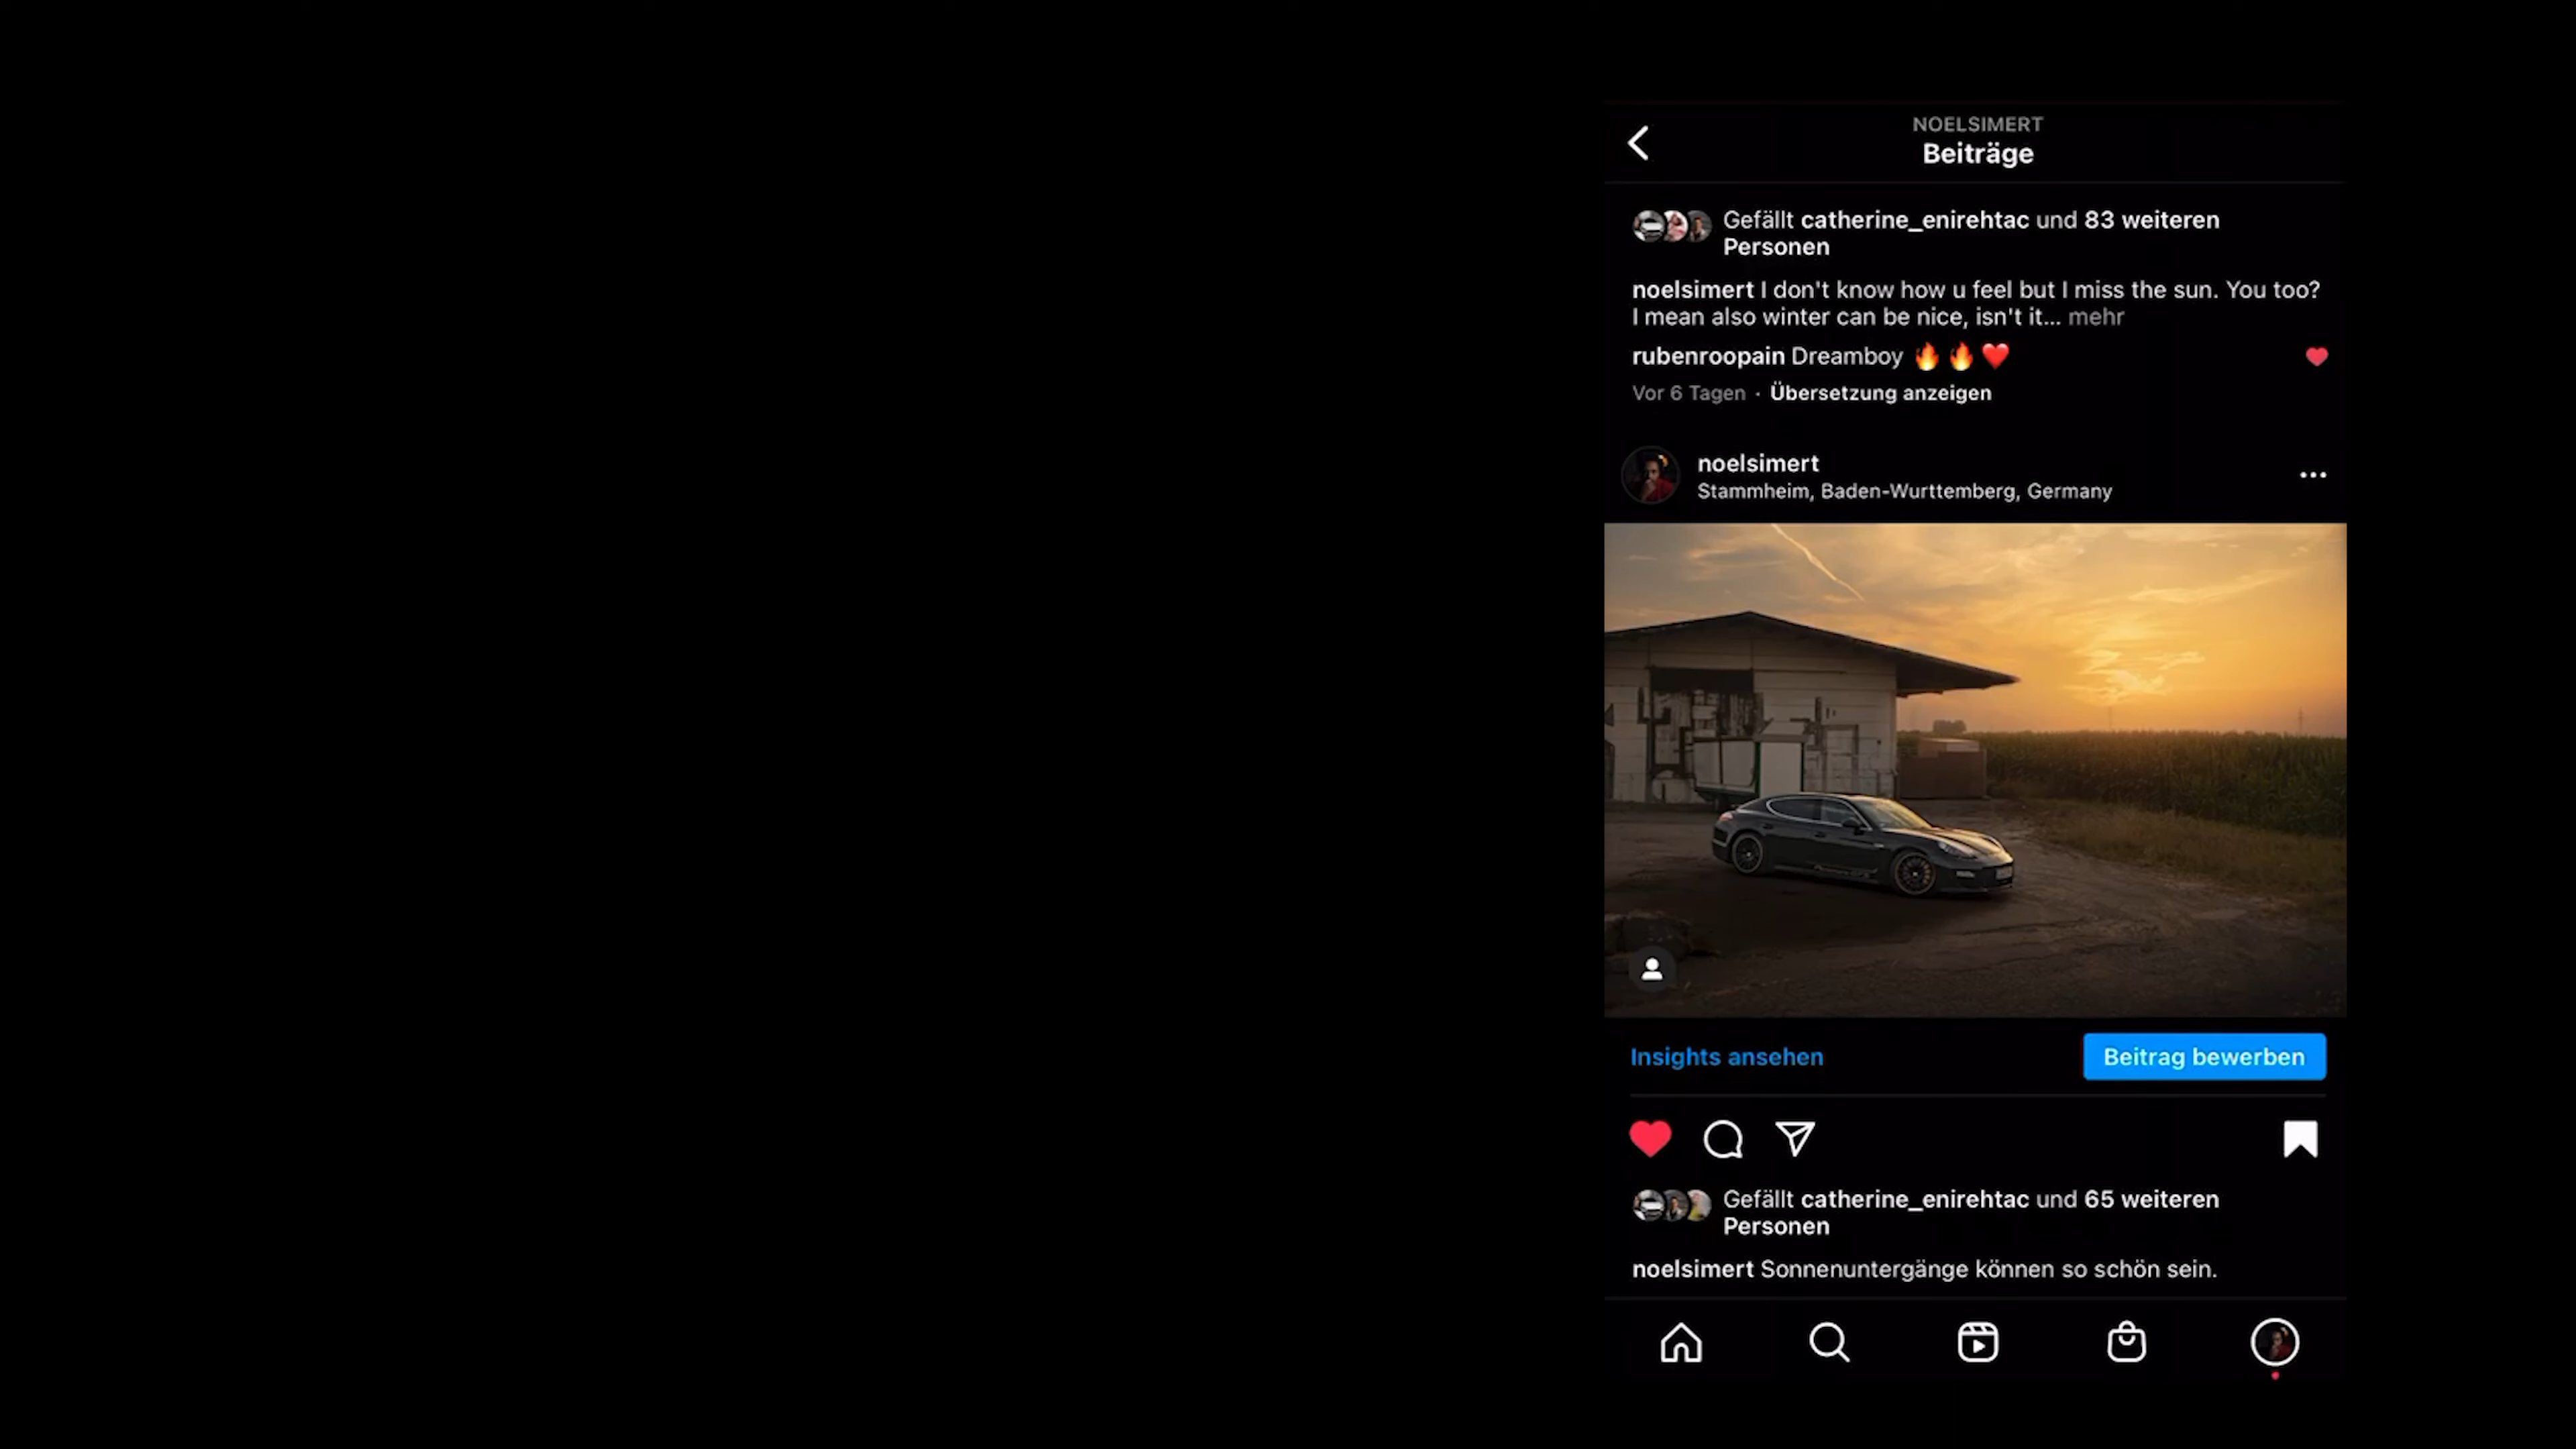 NOELSIMERT
Beiträge
Gefällt catherine_enirehtac und 83 weiteren
Personen
noelsimert I don't know how u feel but I miss the sun. You too?
I mean also winter can be nice, isn't it... mehr
rubenroopain Dreamboy 🔥 🔥 ❤️
Vor 6 Tagen · Übersetzung anzeigen
noelsimert
Stammheim, Baden-Wurttemberg, Germany
Insights ansehen
Beitrag bewerben
Gefällt catherine_enirehtac und 65 weiteren
Personen
noelsimert Sonnenuntergänge können so schön sein.